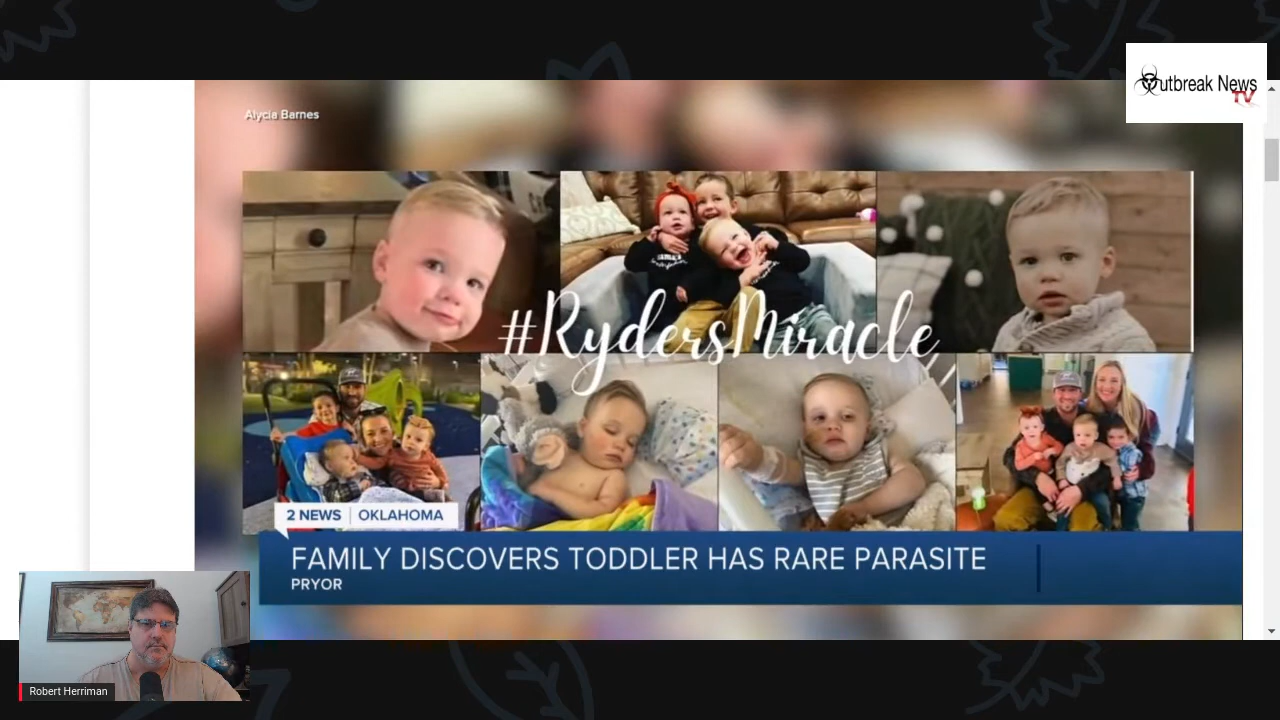 Outbreak News
TV
Alycia Barnes
#RydersMiracle
2 NEWS | OKLAHOMA
FAMILY DISCOVERS TODDLER HAS RARE PARASITE
PRYOR
Robert Herriman